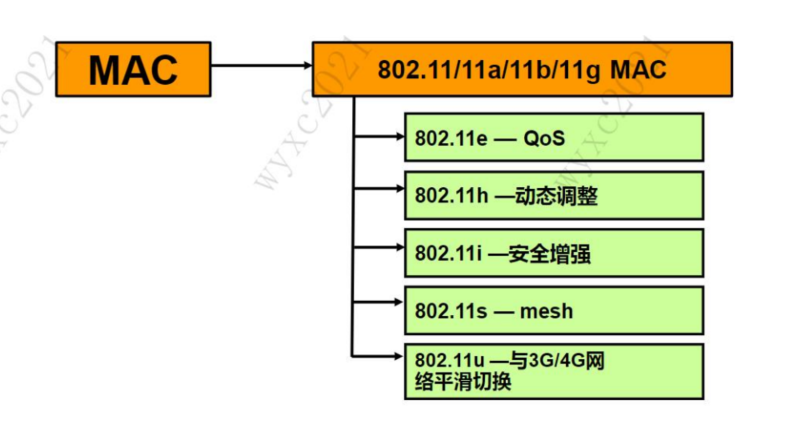 MAC
802.11/11a/11b/11g MAC
802.11e — QoS
802.11h —动态调整
802.11i —安全增强
802.11s — mesh
802.11u —与3G/4G网
络平滑切换
xc2021
wyxc2021
wyxc2021